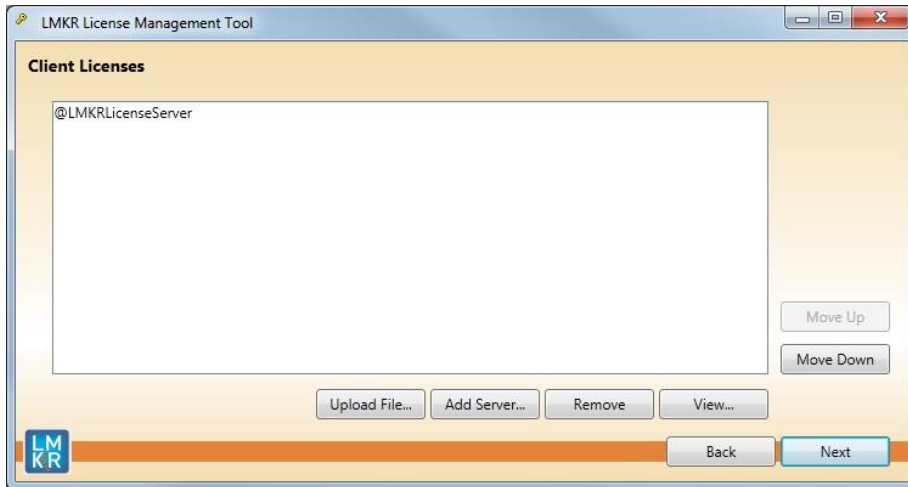 LMKR License Management Tool
Client Licenses
@LMKRLicenseServer
Move Up
Move Down
Upload File... Add Server... Remove View...
LM
KR
Back Next